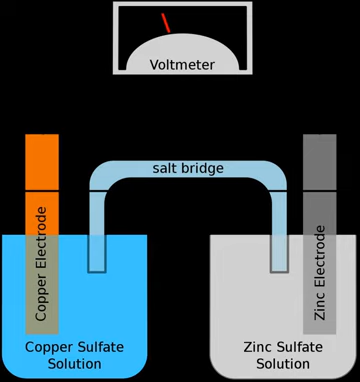 Voltmeter
salt bridge
Copper Electrode
Zinc Electrode
Copper Sulfate
Solution
Zinc Sulfate
Solution